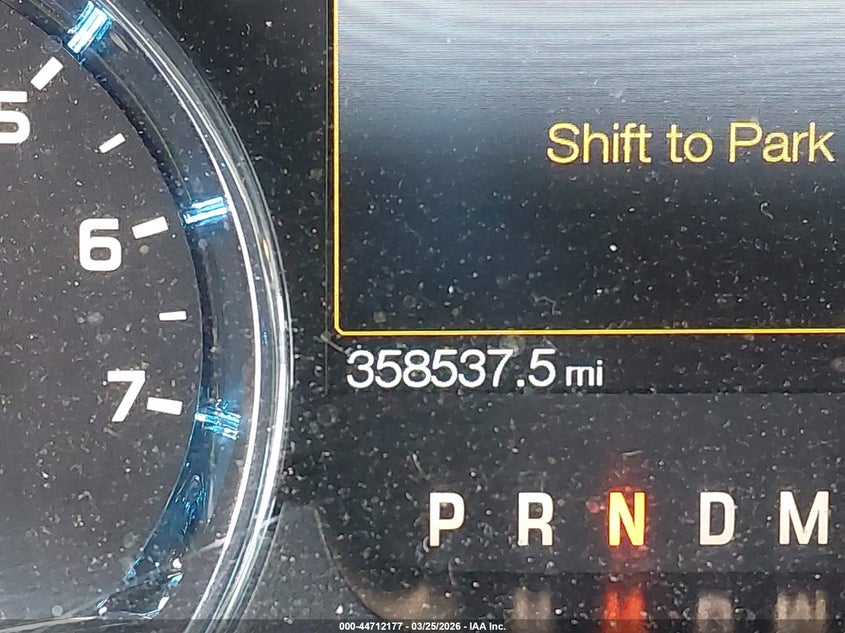 5
Shift to Park
6
358537.5 mi
7
P R N D M
000-44712177 - 03/25/2026 - IAA Inc.